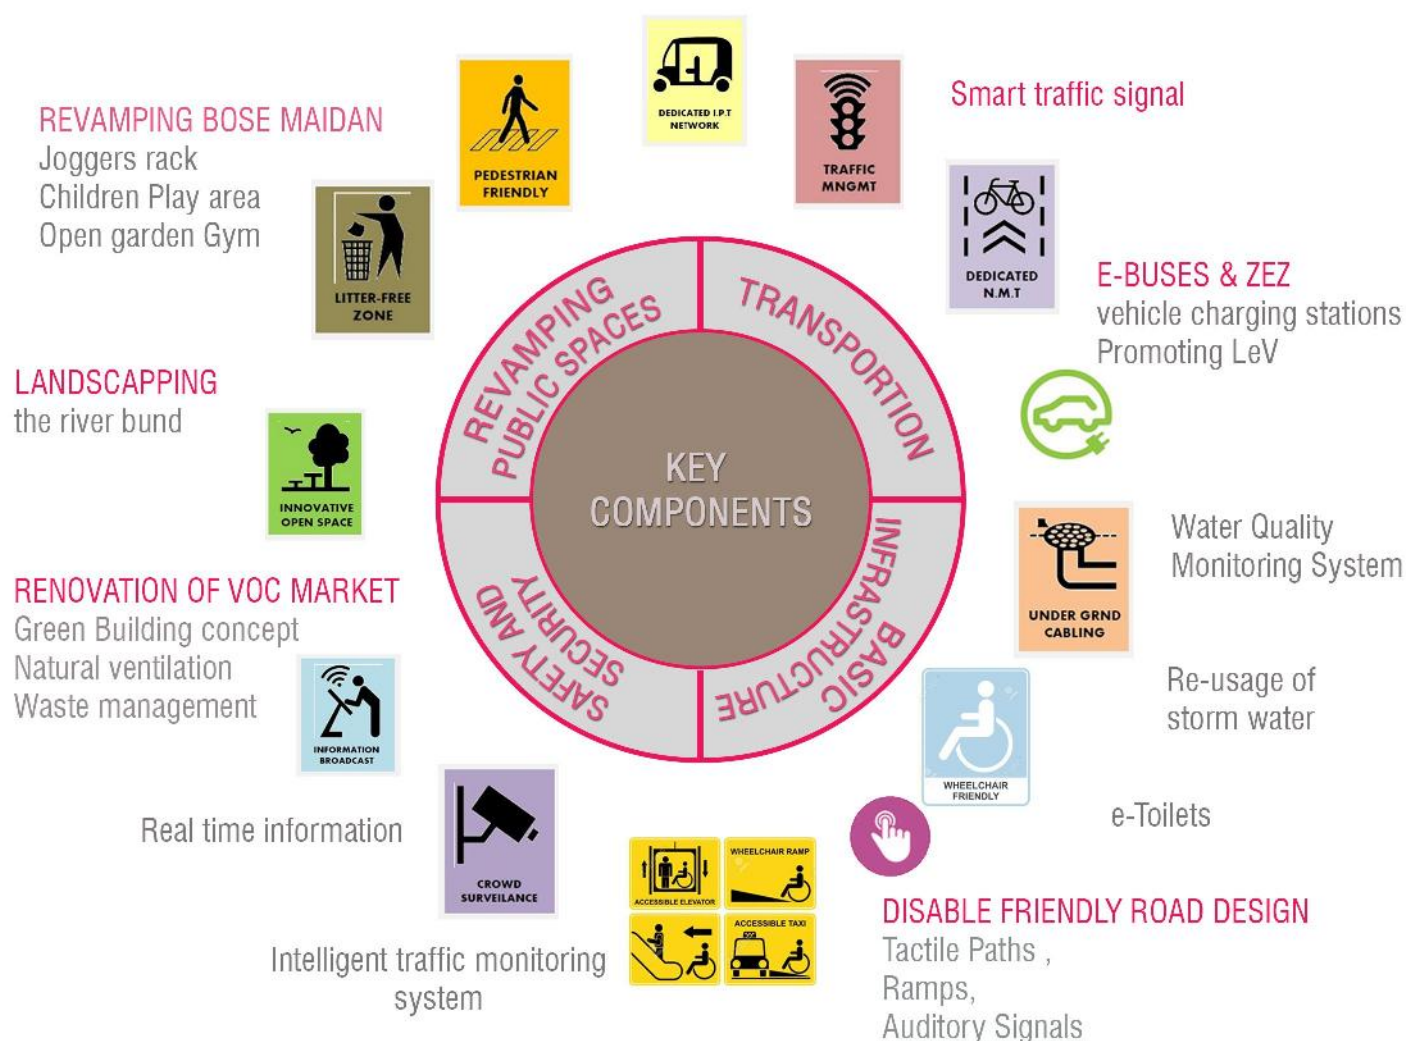 REVAMPING BOSE MAIDAN
Joggers rack
Children Play area
Open garden Gym
PEDESTRIAN
FRIENDLY
DEDICATED I.P.T
NETWORK
TRAFFIC
MNGMT
Smart traffic signal
LITTER-FREE
ZONE
DEDICATED
N.M.T
E-BUSES & ZEZ
vehicle charging stations
Promoting LeV
REVAMPING
PUBLIC SPACES
TRANSPORTION
LANDSCAPPING
the river bund
INNOVATIVE
OPEN SPACE
KEY
COMPONENTS
UNDER GRND
CABLING
Water Quality
Monitoring System
SAFETY AND
SECURITY
BASIC
INFRASTRUCTURE
RENOVATION OF VOC MARKET
Green Building concept
Natural ventilation
Waste management
INFORMATION
BROADCAST
WHEELCHAIR
FRIENDLY
Re-usage of
storm water
e-Toilets
Real time information
CROWD
SURVEILANCE
ACCESSIBLE ELEVATOR
WHEELCHAIR RAMP
ACCESSIBLE TAXI
TAXI
Intelligent traffic monitoring
system
DISABLE FRIENDLY ROAD DESIGN
Tactile Paths ,
Ramps,
Auditory Signals